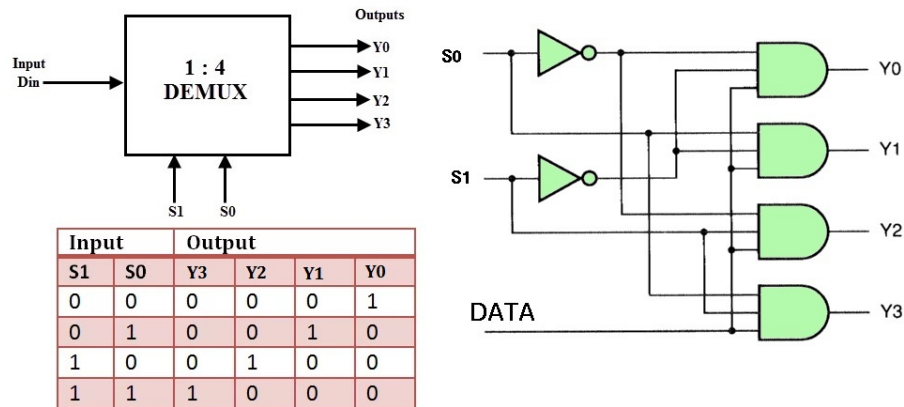 Outputs
Input
Din
1 : 4
DEMUX
Y0
Y1
Y2
Y3
S1 S0
Input Output
S1 S0 Y3 Y2 Y1 Y0
0 0 0 0 0 1
0 1 0 0 1 0
1 0 0 1 0 0
1 1 1 0 0 0
S0
S1
DATA
Y0
Y1
Y2
Y3